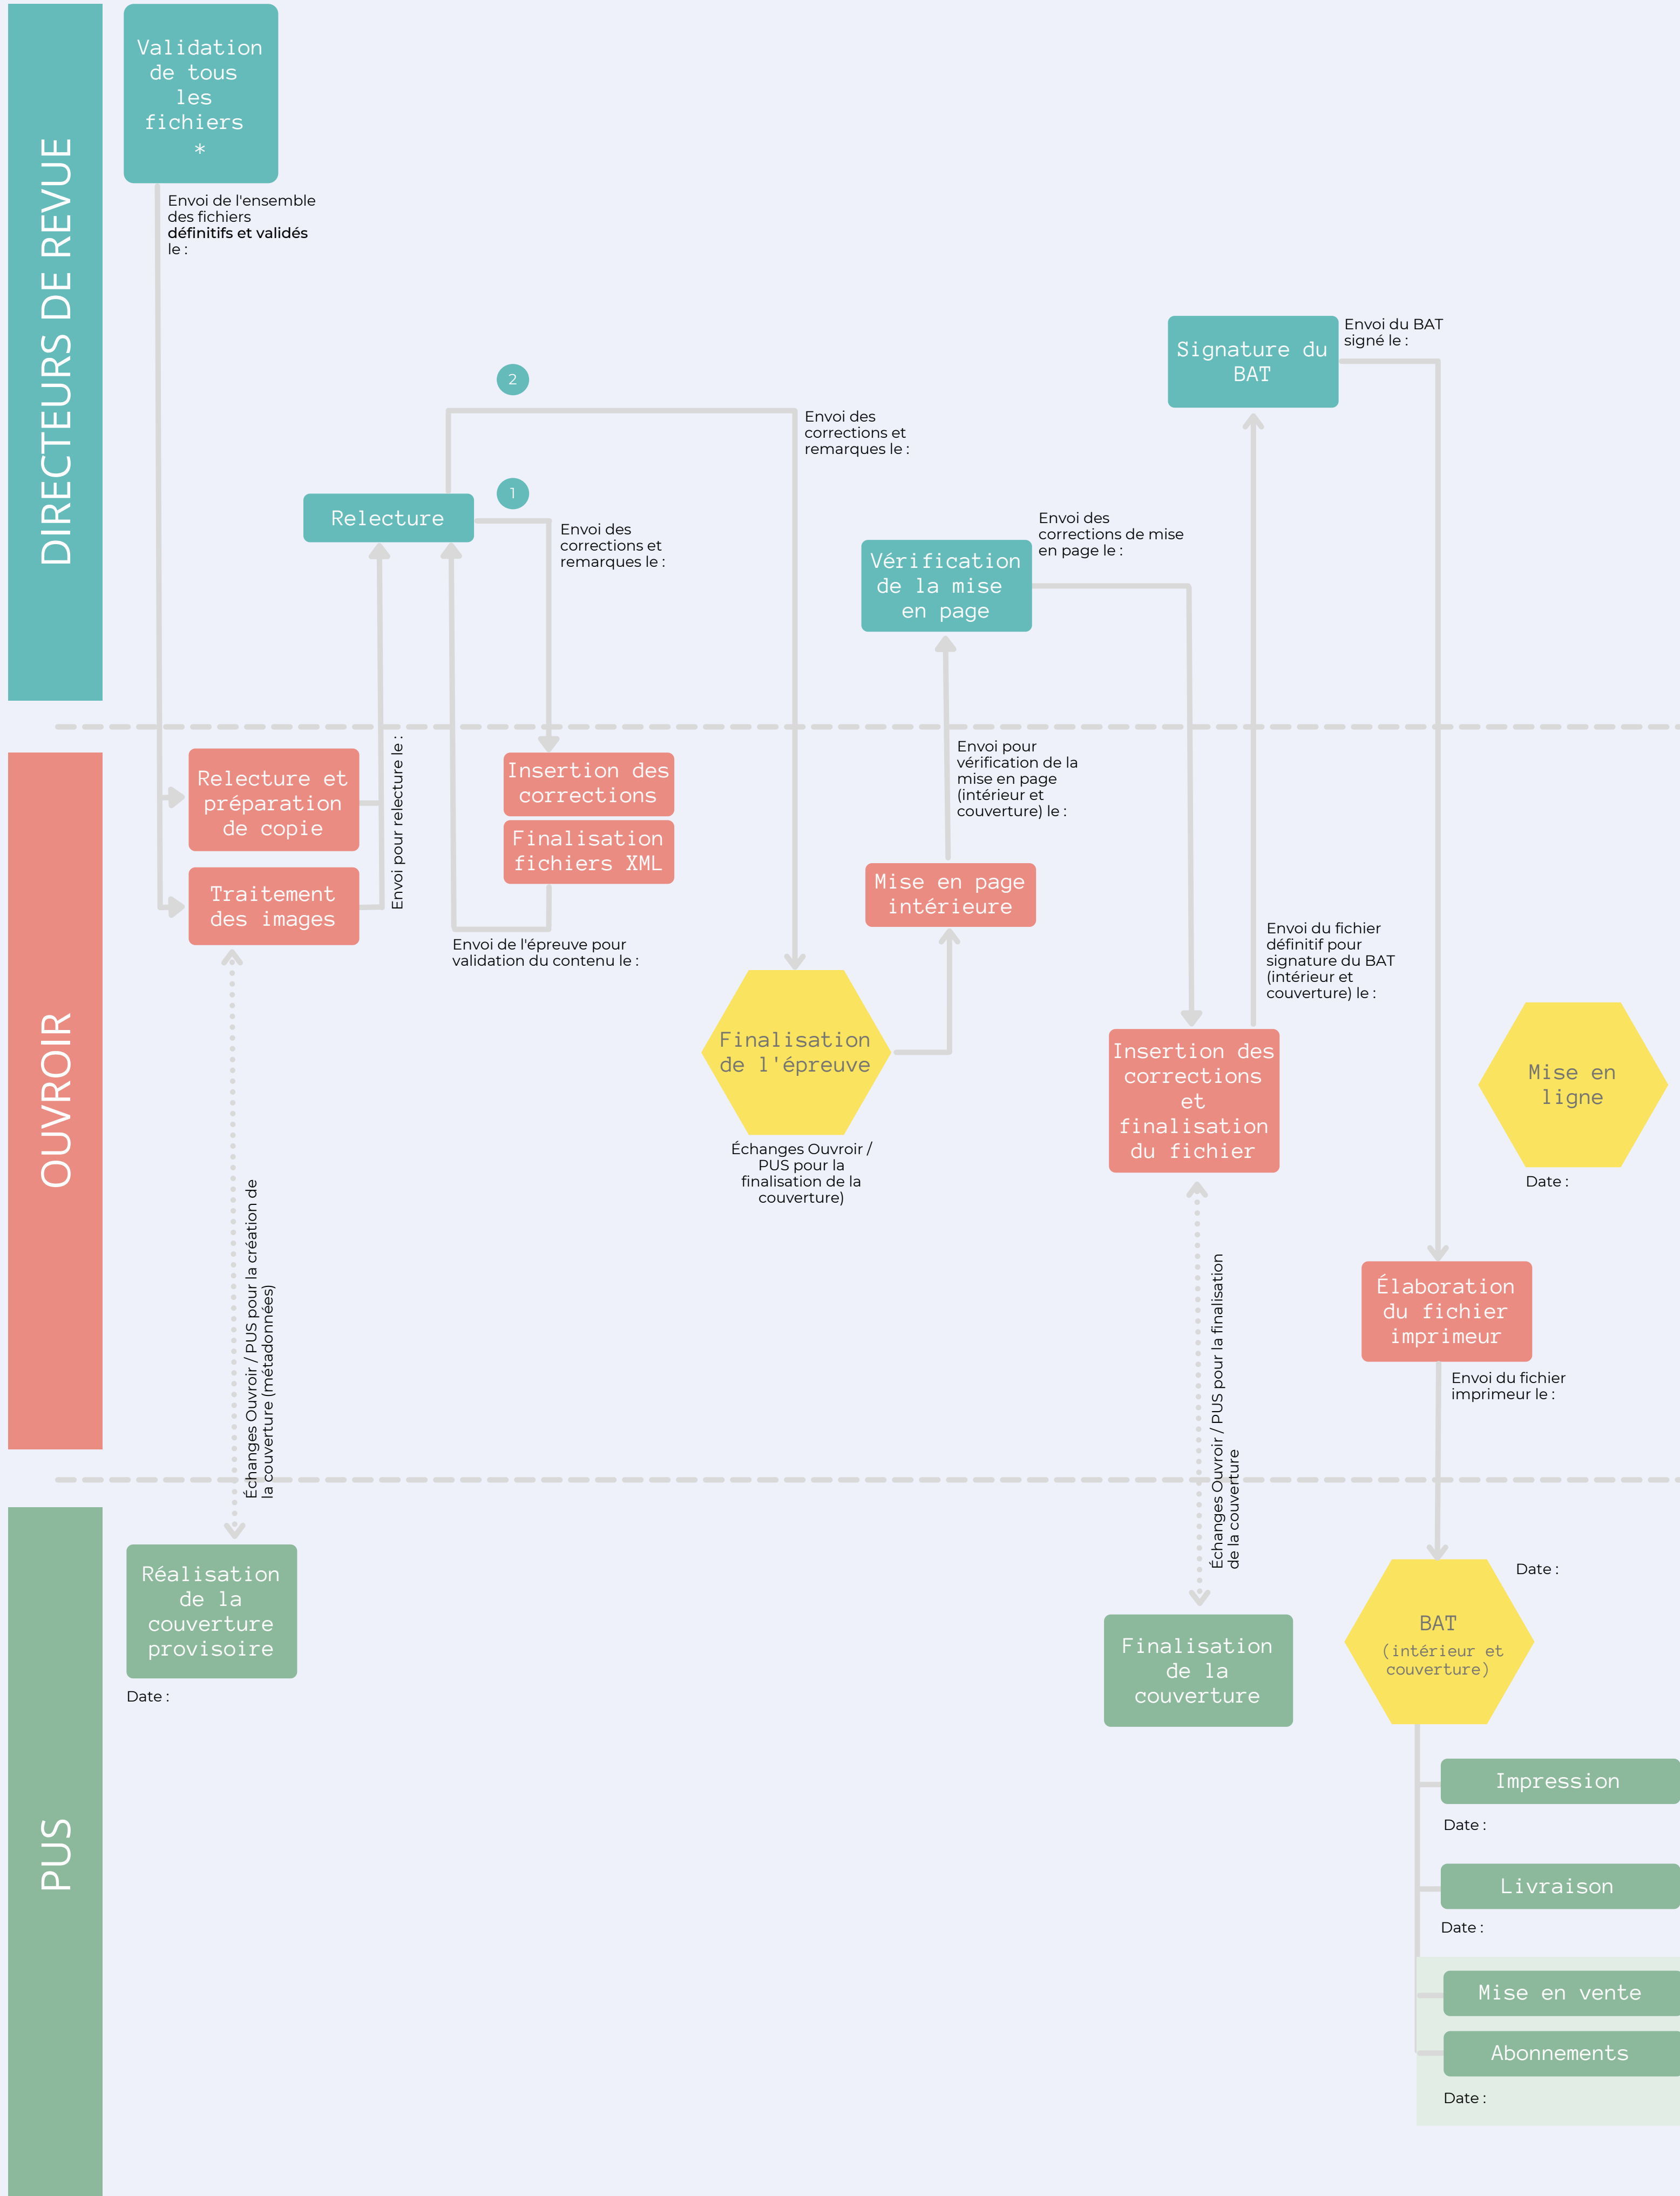 DIRECTEURS DE REVUE
Validation
de tous
les
fichiers
*
Envoi de l'ensemble
des fichiers
définitifs et validés
le :
Relecture
2
1
Envoi des
corrections et
remarques le :
Envoi des
corrections et
remarques le :
Vérification
de la mise
en page
Envoi des
corrections de mise
en page le :
Signature du
BAT
Envoi du BAT
signé le :
OUVROIR
Relecture et
préparation
de copie
Traitement
des images
Envoi pour relecture le :
Insertion des
corrections
Finalisation
fichiers XML
Envoi de l'épreuve pour
validation du contenu le :
Finalisation
de l'épreuve
Échanges Ouvroir /
PUS pour la
finalisation de la
couverture)
Envoi pour
vérification de la
mise en page
(intérieur et
couverture) le :
Mise en page
intérieure
Insertion des
corrections
et
finalisation
du fichier
Envoi du fichier
définitif pour
signature du BAT
(intérieur et
couverture) le :
Mise en
ligne
Date :
Élaboration
du fichier
imprimeur
Envoi du fichier
imprimeur le :
Échanges Ouvroir / PUS pour la création de
la couverture (métadonnées)
Échanges Ouvroir / PUS pour la finalisation
de la couverture
PUS
Réalisation
de la
couverture
provisoire
Date :
Finalisation
de la
couverture
Date :
BAT
(intérieur et
couverture)
Impression
Date :
Livraison
Date :
Mise en vente
Abonnements
Date :